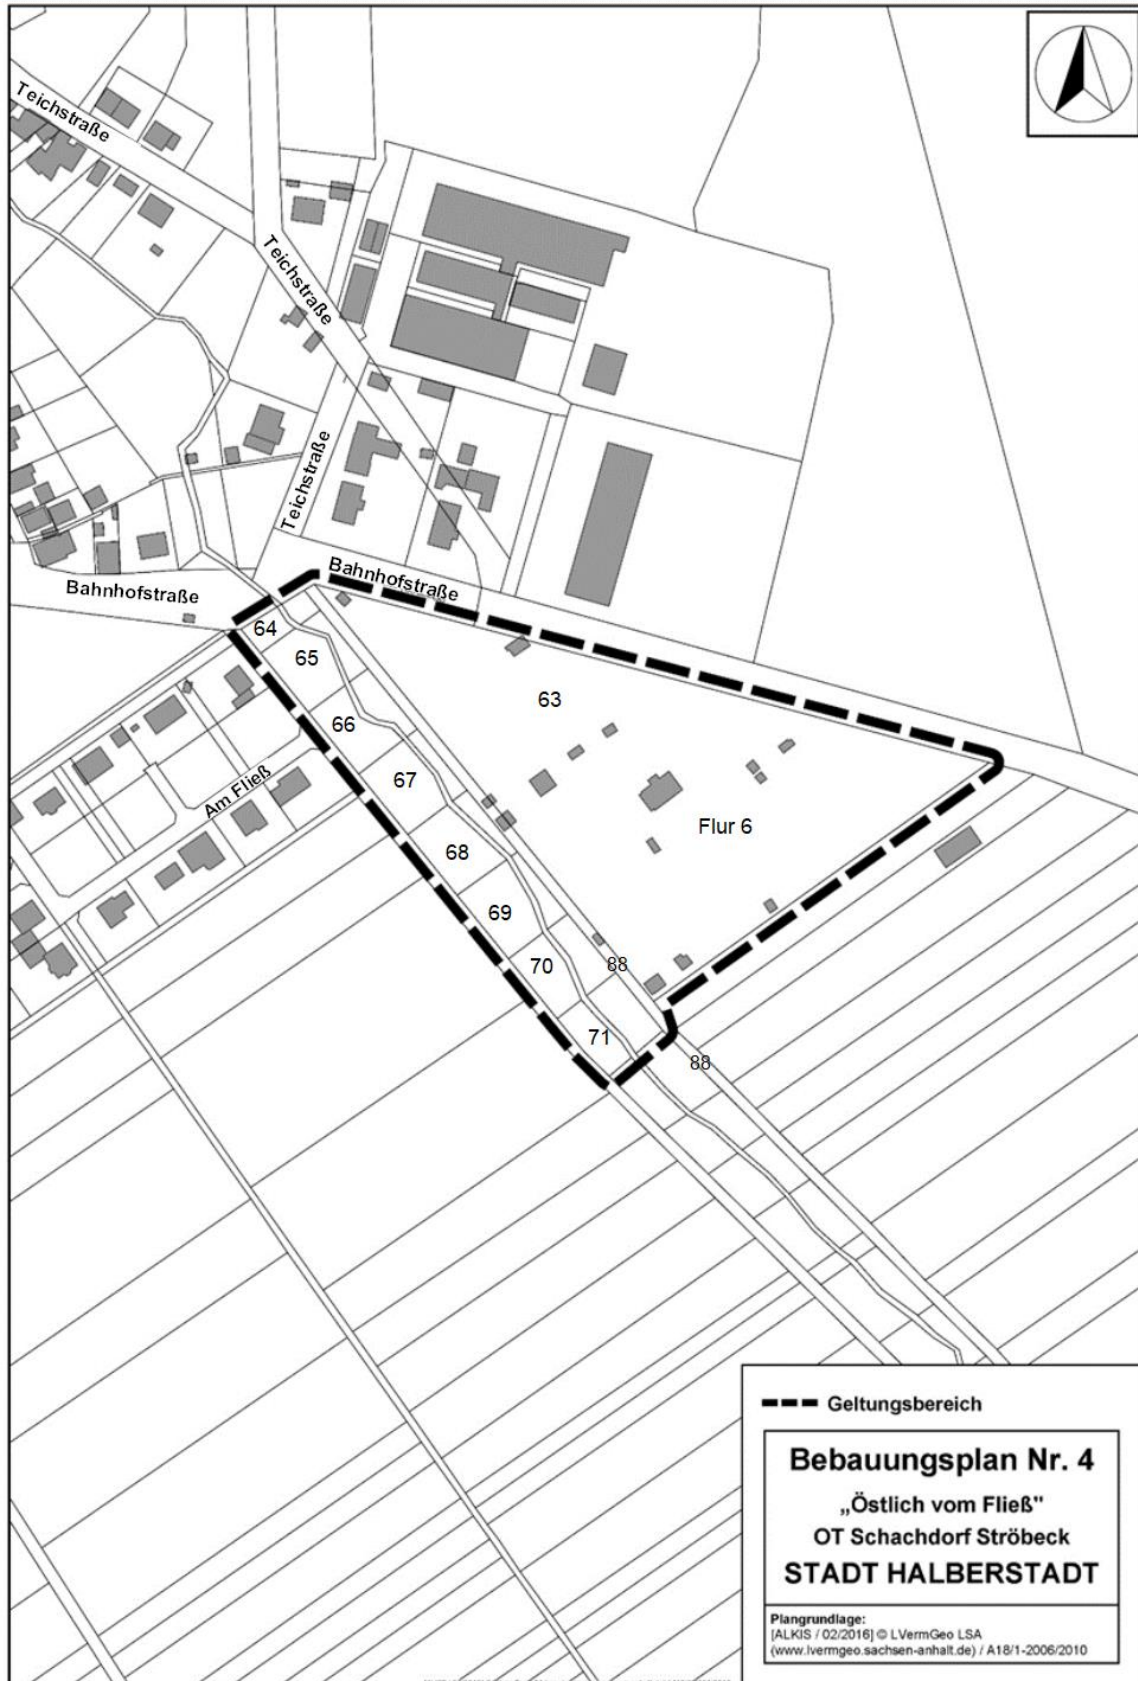 Teichstraße
Teichstraße
Teichstraße
Bahnhofstraße
Bahnhofstraße
64
65
63
66
67
Am Fließ
Flur 6
68
69
70
88
71
88
Geltungsbereich
Bebauungsplan Nr. 4
„Östlich vom Fließ"
OT Schachdorf Ströbeck
STADT HALBERSTADT
Plangrundlage:
[ALKIS / 02/2016] © LVermGeo LSA
(www.lvermgeo.sachsen-anhalt.de) / A18/1-2006/2010